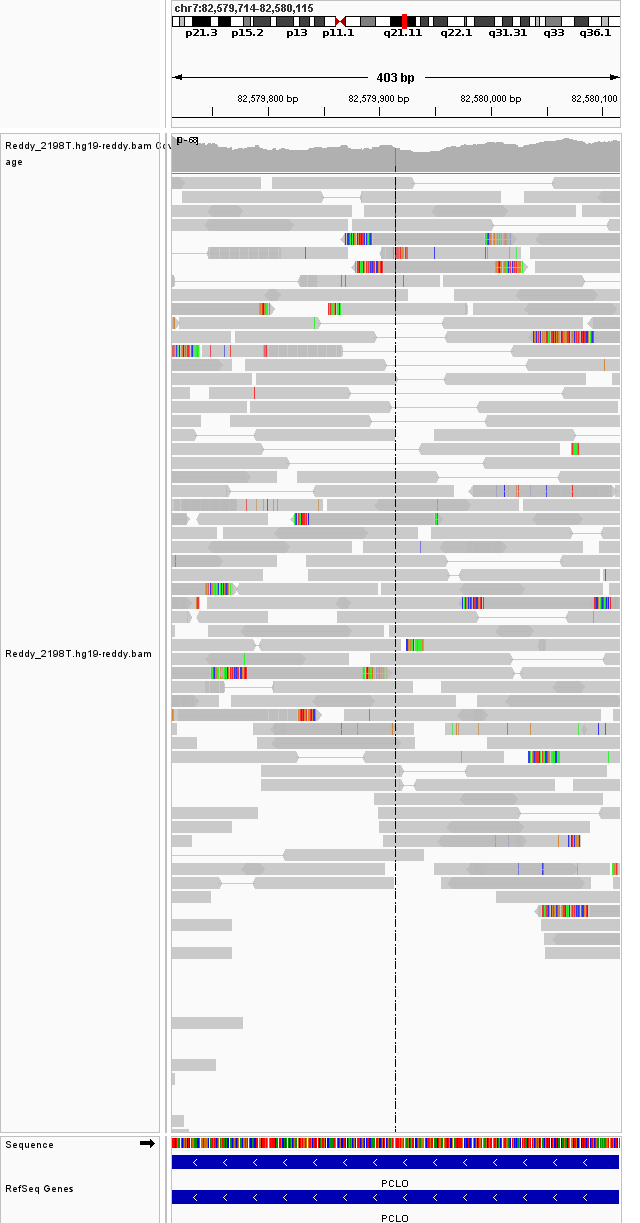 chr7:82,579,714-82,580,115
p21.3 p15.2 p13 p11.1 q21.11 q22.1 q31.31 q33 q36.1
403 bp
82,579,800 bp 82,579,900 bp 82,580,000 bp 82,580,100
Reddy_2198T.hg19-reddy.bam Cov
age
Reddy_2198T.hg19-reddy.bam
Sequence
PCLO
RefSeq Genes
PCLO